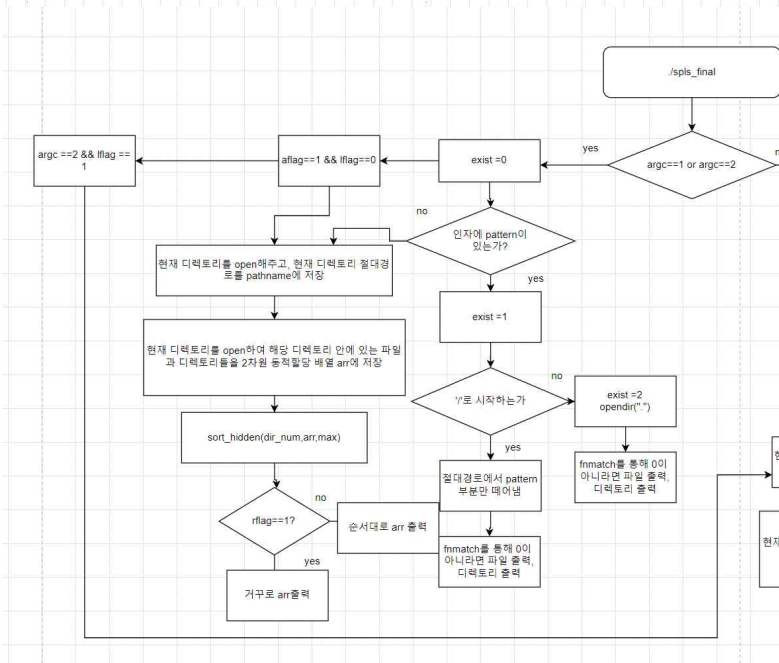 ./spls_final
argc ==2 && lflag ==
1
aflag==1 && lflag==0
exist =0
yes
argc==1 or argc==2
no
인자에 pattern이
있는가?
현재 디렉토리를 open해주고, 현재 디렉토리 절대경
로를 pathname에 저장
yes
exist =1
현재 디렉토리를 open하여 해당 디렉토리 안에 있는 파일
과 디렉토리들을 2차원 동적할당 배열 arr에 저장
no
'/'로 시작하는가
exist =2
opendir(".")
sort_hidden(dir_num,arr,max)
yes
절대경로에서 pattern
부분만 떼어냄
fnmatch를 통해 0이
아니라면 파일 출력,
디렉토리 출력
rflag==1?
no
순서대로 arr 출력
fnmatch를 통해 0이
아니라면 파일 출력,
디렉토리 출력
현재
yes
거꾸로 arr출력